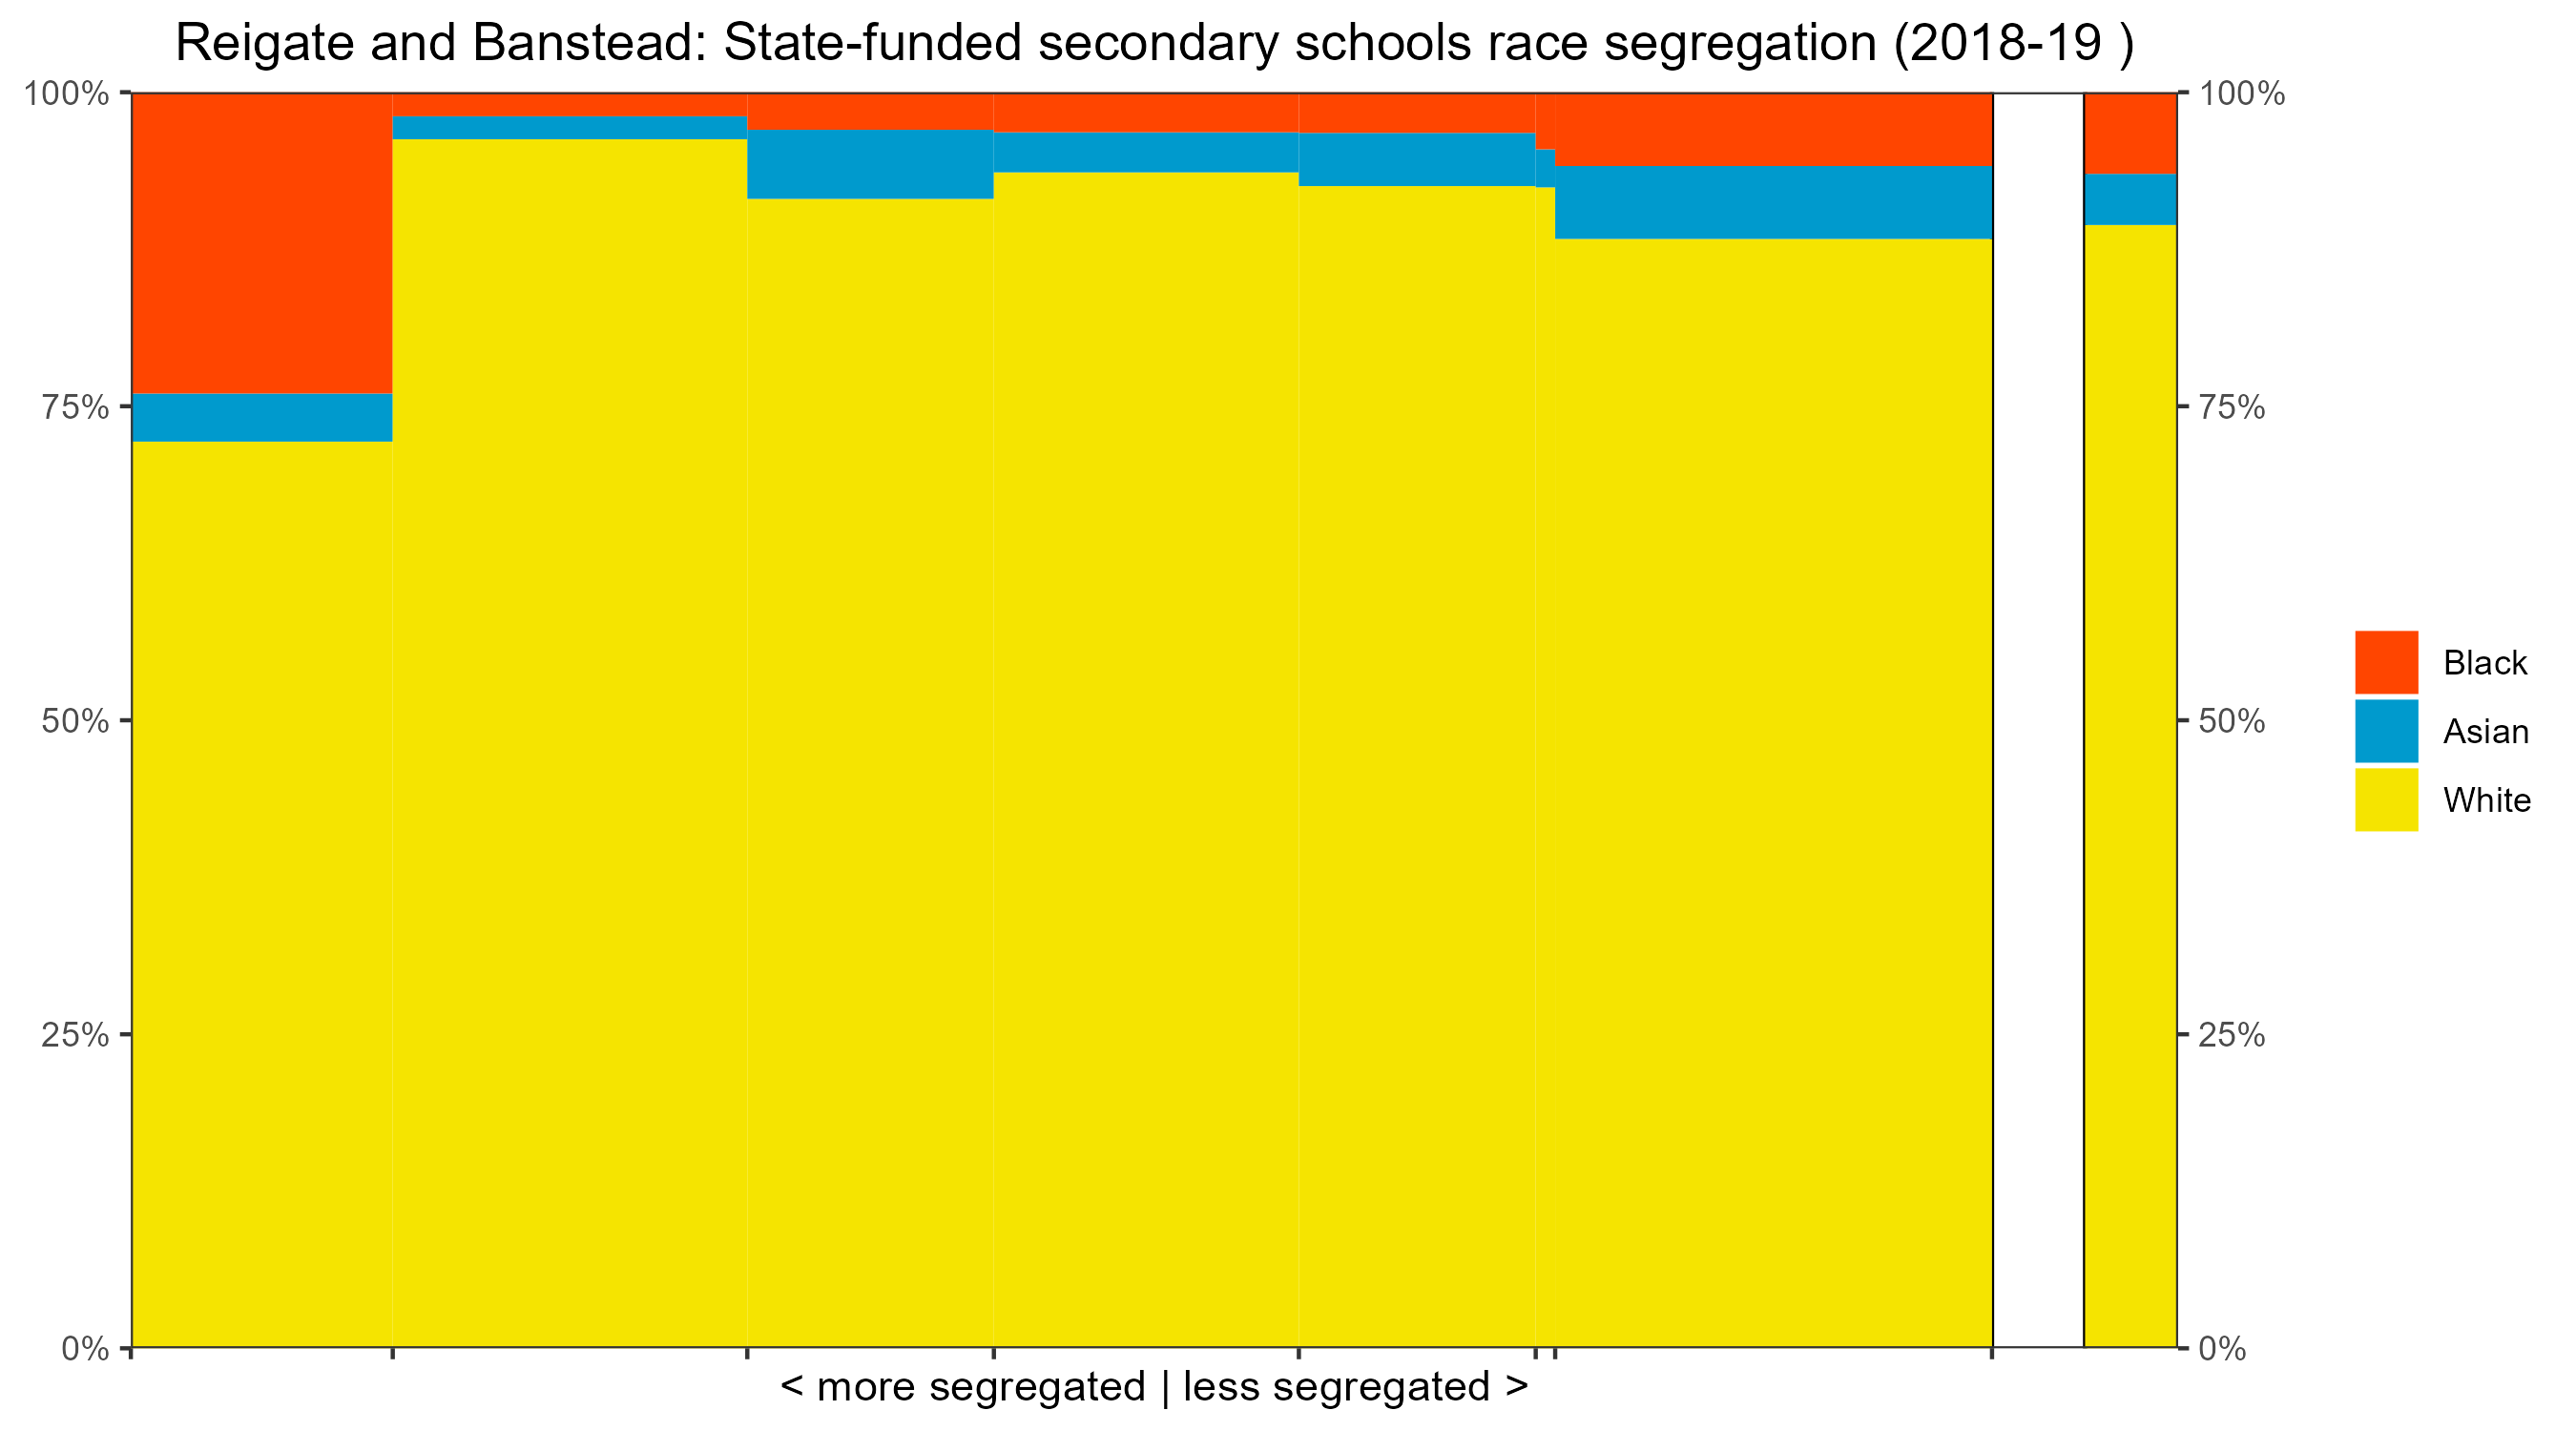 Reigate and Banstead: State-funded secondary schools race segregation (2018-19 )
100%
75%
50%
25%
0%
100%
75%
50%
25%
0%
< more segregated | less segregated >
Black
Asian
White